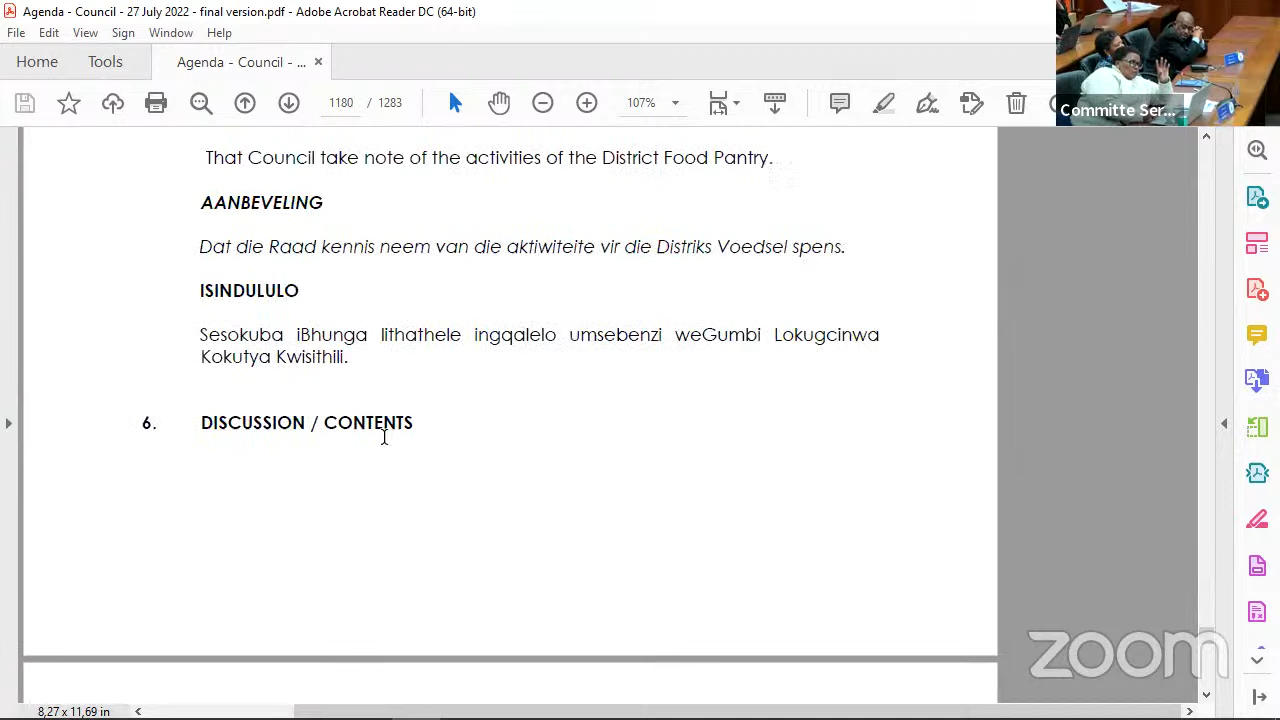 Agenda - Council - 27 July 2022 - final version.pdf - Adobe Acrobat Reader DC (64-bit)
File Edit View Sign Window Help
Home Tools Agenda - Council - ... ×
1180 / 1283 107%
Committe Ser...
That Council take note of the activities of the District Food Pantry.
AANBEVELING
Dat die Raad kennis neem van die aktiwiteite vir die Distriks Voedsel spens.
ISINDULULO
Sesokuba iBhunga lithathele ingqalelo umsebenzi weGumbi Lokugcinwa
Kokutya Kwisithili.
6. DISCUSSION / CONTENTS
zoom
8,27 x 11,69 in